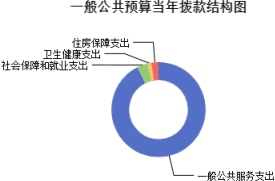 一般公共预算当年拨款结构图
住房保障支出
卫生健康支出
社会保障和就业支出
一般公共服务支出